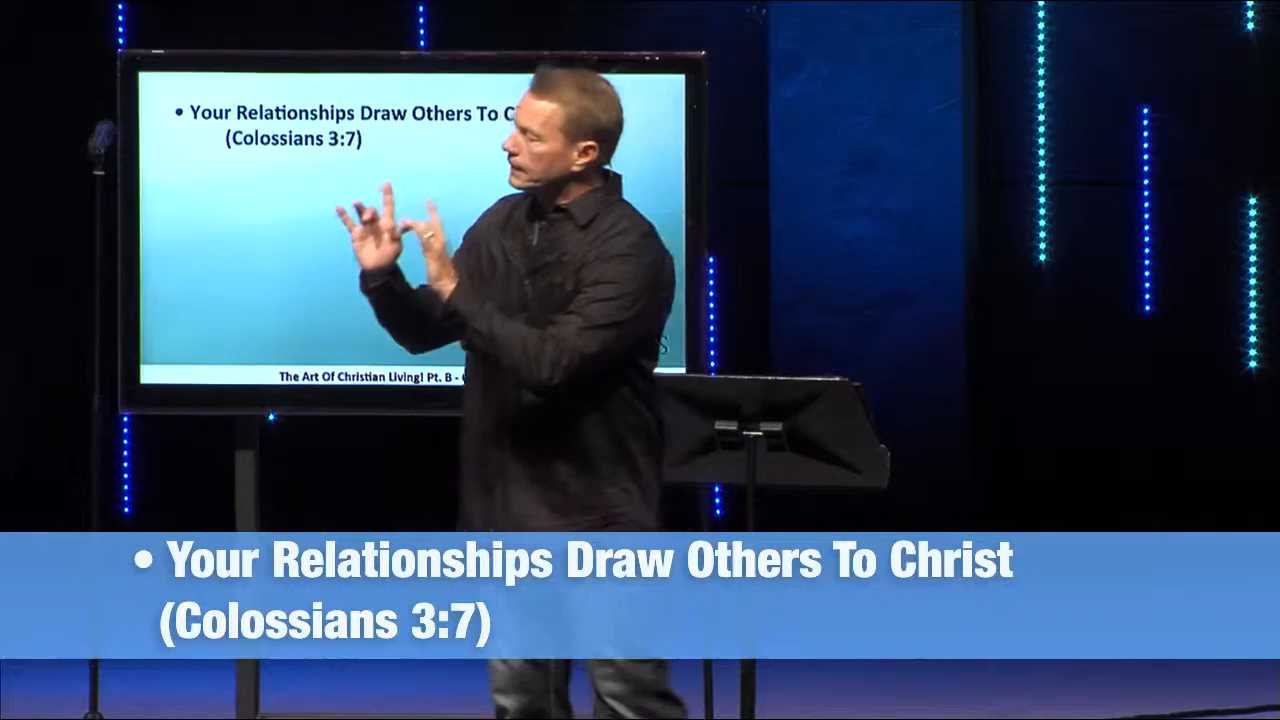 • Your Relationships Draw Others To C
(Colossians 3:7)
S
The Art Of Christian Living! Pt. B -
• Your Relationships Draw Others To Christ
(Colossians 3:7)